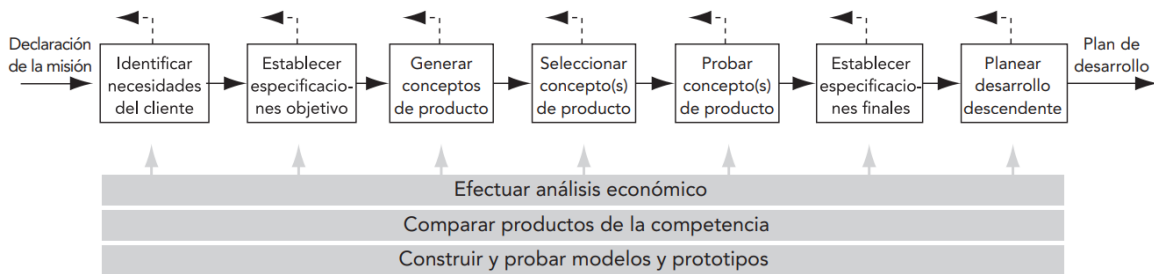 Declaración
de la misión
Identificar
necesidades
del cliente
Establecer
especificacio-
nes objetivo
Generar
conceptos
de producto
Seleccionar
concepto(s)
de producto
Probar
concepto(s)
de producto
Establecer
especificacio-
nes finales
Planear
desarrollo
descendente
Plan de
desarrollo
Efectuar análisis económico
Comparar productos de la competencia
Construir y probar modelos y prototipos